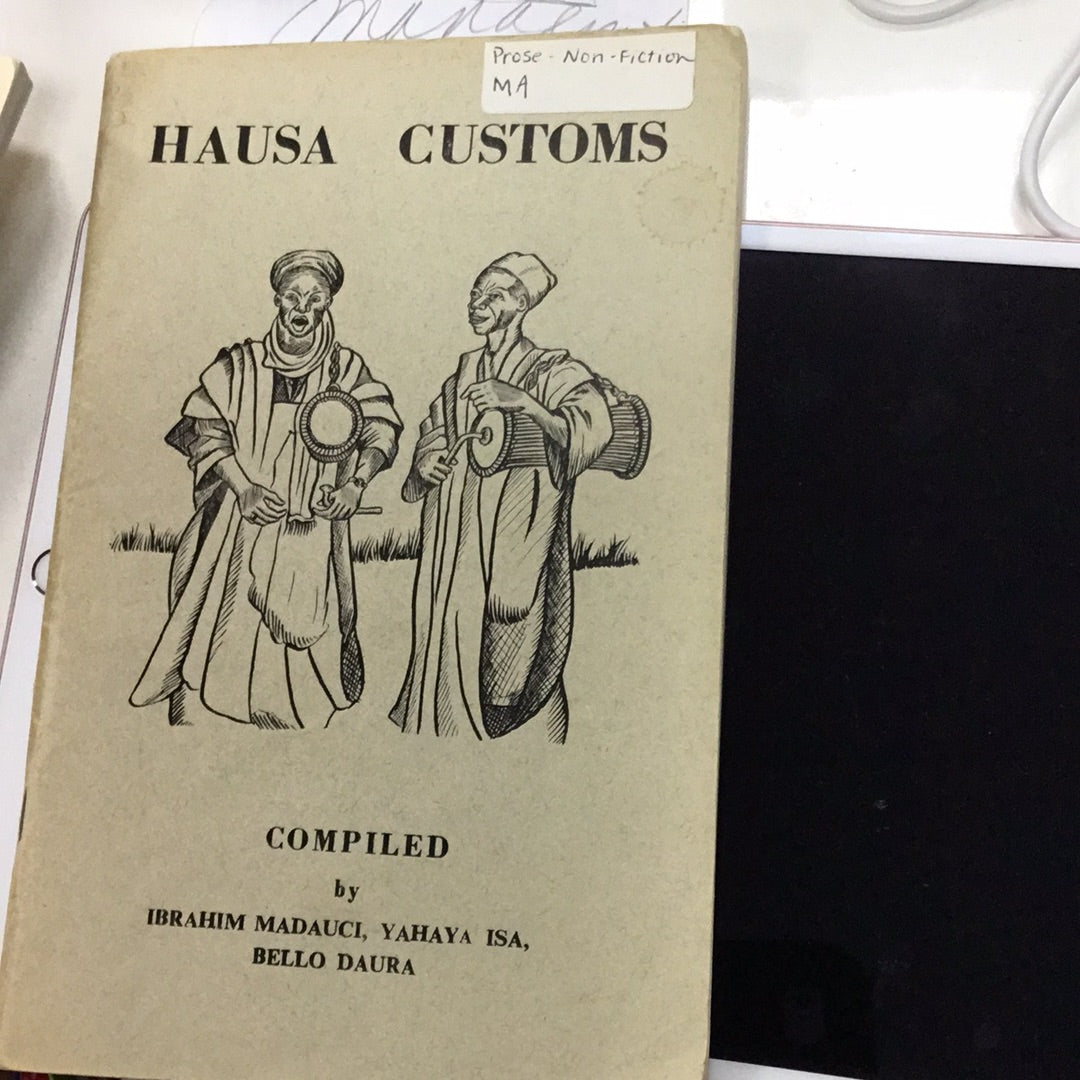 Prose - Non-Fiction
MA
HAUSA CUSTOMS
COMPILED
by
IBRAHIM MADAUCI, YAHAYA ISA,
BELLO DAURA